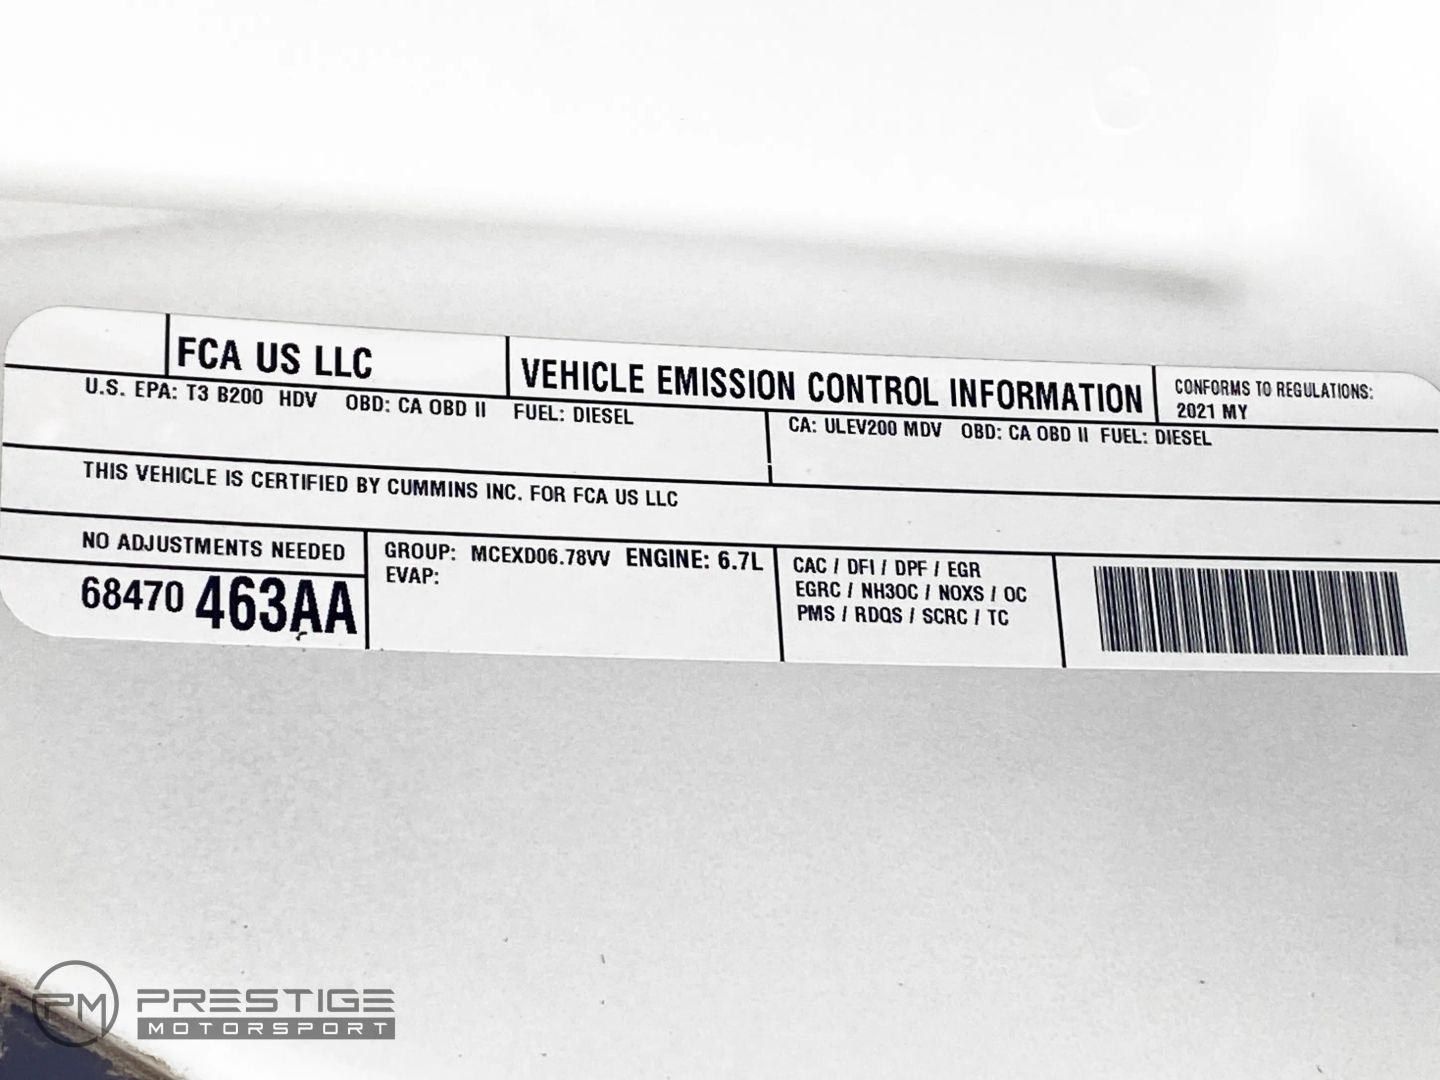 FCA US LLC
VEHICLE EMISSION CONTROL INFORMATION
CONFORMS TO REGULATIONS:
2021 MY
U.S. EPA: T3 B200 HDV OBD: CA OBD II FUEL: DIESEL
CA: ULEV200 MDV OBD: CA OBD II FUEL: DIESEL
THIS VEHICLE IS CERTIFIED BY CUMMINS INC. FOR FCA US LLC
NO ADJUSTMENTS NEEDED
68470 463AA
GROUP: MCEXD06.78VV ENGINE: 6.7L
EVAP:
CAC / DFI / DPF / EGR
EGRC / NH3OC / NOXS / OC
PMS / RDQS / SCRC / TC
PM PRESTIGE
MOTORSPORT